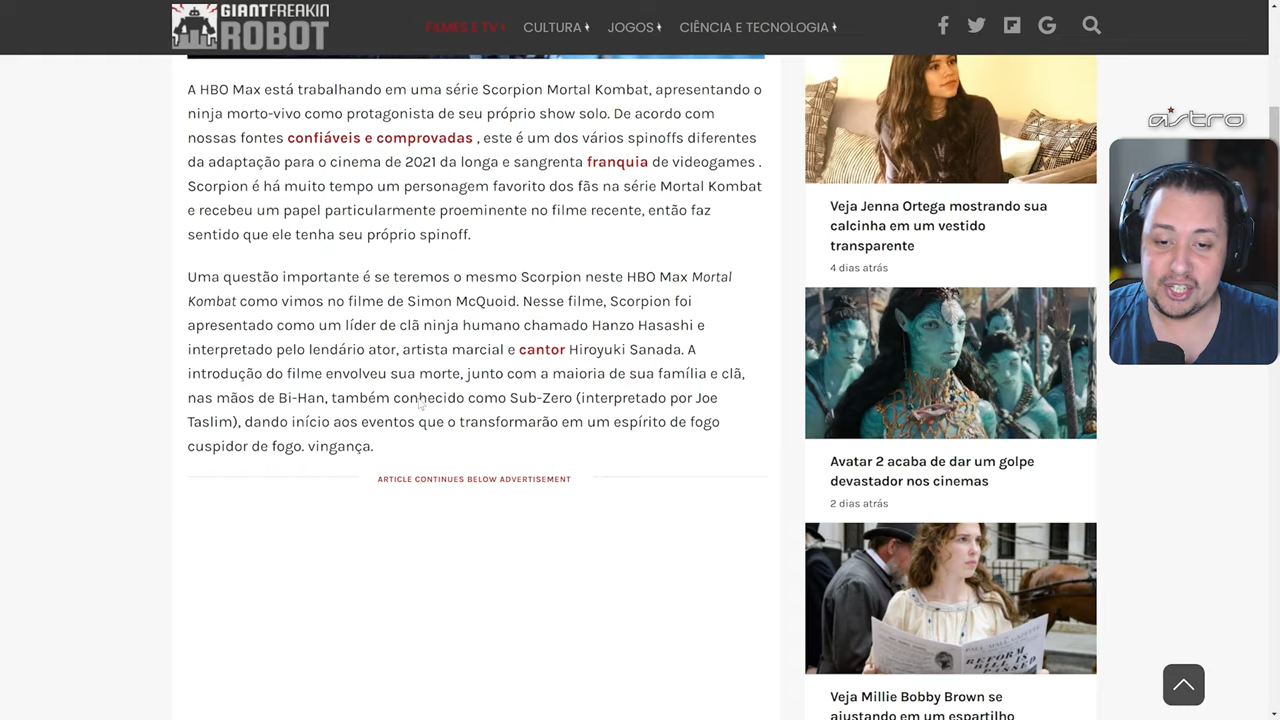 GIANT FREAKIN
ROBOT
FILMES E TV
CULTURA
JOGOS
CIÊNCIA E TECNOLOGIA
A HBO Max está trabalhando em uma série Scorpion Mortal Kombat, apresentando o
ninja morto-vivo como protagonista de seu próprio show solo. De acordo com
nossas fontes confiáveis e comprovadas , este é um dos vários spinoffs diferentes
da adaptação para o cinema de 2021 da longa e sangrenta franquia de videogames .
Scorpion é há muito tempo um personagem favorito dos fãs na série Mortal Kombat
e recebeu um papel particularmente proeminente no filme recente, então faz
sentido que ele tenha seu próprio spinoff.
Uma questão importante é se teremos o mesmo Scorpion neste HBO Max Mortal
Kombat como vimos no filme de Simon McQuoid. Nesse filme, Scorpion foi
apresentado como um líder de clã ninja humano chamado Hanzo Hasashi e
interpretado pelo lendário ator, artista marcial e cantor Hiroyuki Sanada. A
introdução do filme envolveu sua morte, junto com a maioria de sua família e clã,
nas mãos de Bi-Han, também conhecido como Sub-Zero (interpretado por Joe
Taslim), dando início aos eventos que o transformarão em um espírito de fogo
cuspidor de fogo. vingança.
ARTICLE CONTINUES BELOW ADVERTISEMENT
Veja Jenna Ortega mostrando sua
calcinha em um vestido
transparente
4 dias atrás
Avatar 2 acaba de dar um golpe
devastador nos cinemas
2 dias atrás
REFORM
BILL IS
PASSED
Veja Millie Bobby Brown se
ajustando em um espartilho
astro